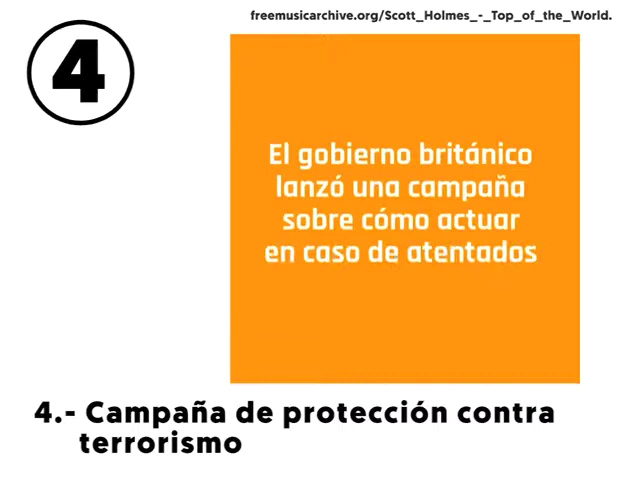 freemusicarchive.org/Scott_Holmes_-_Top_of_the_World.
4
El gobierno británico
lanzó una campaña
sobre cómo actuar
en caso de atentados
4.- Campaña de protección contra
terrorismo